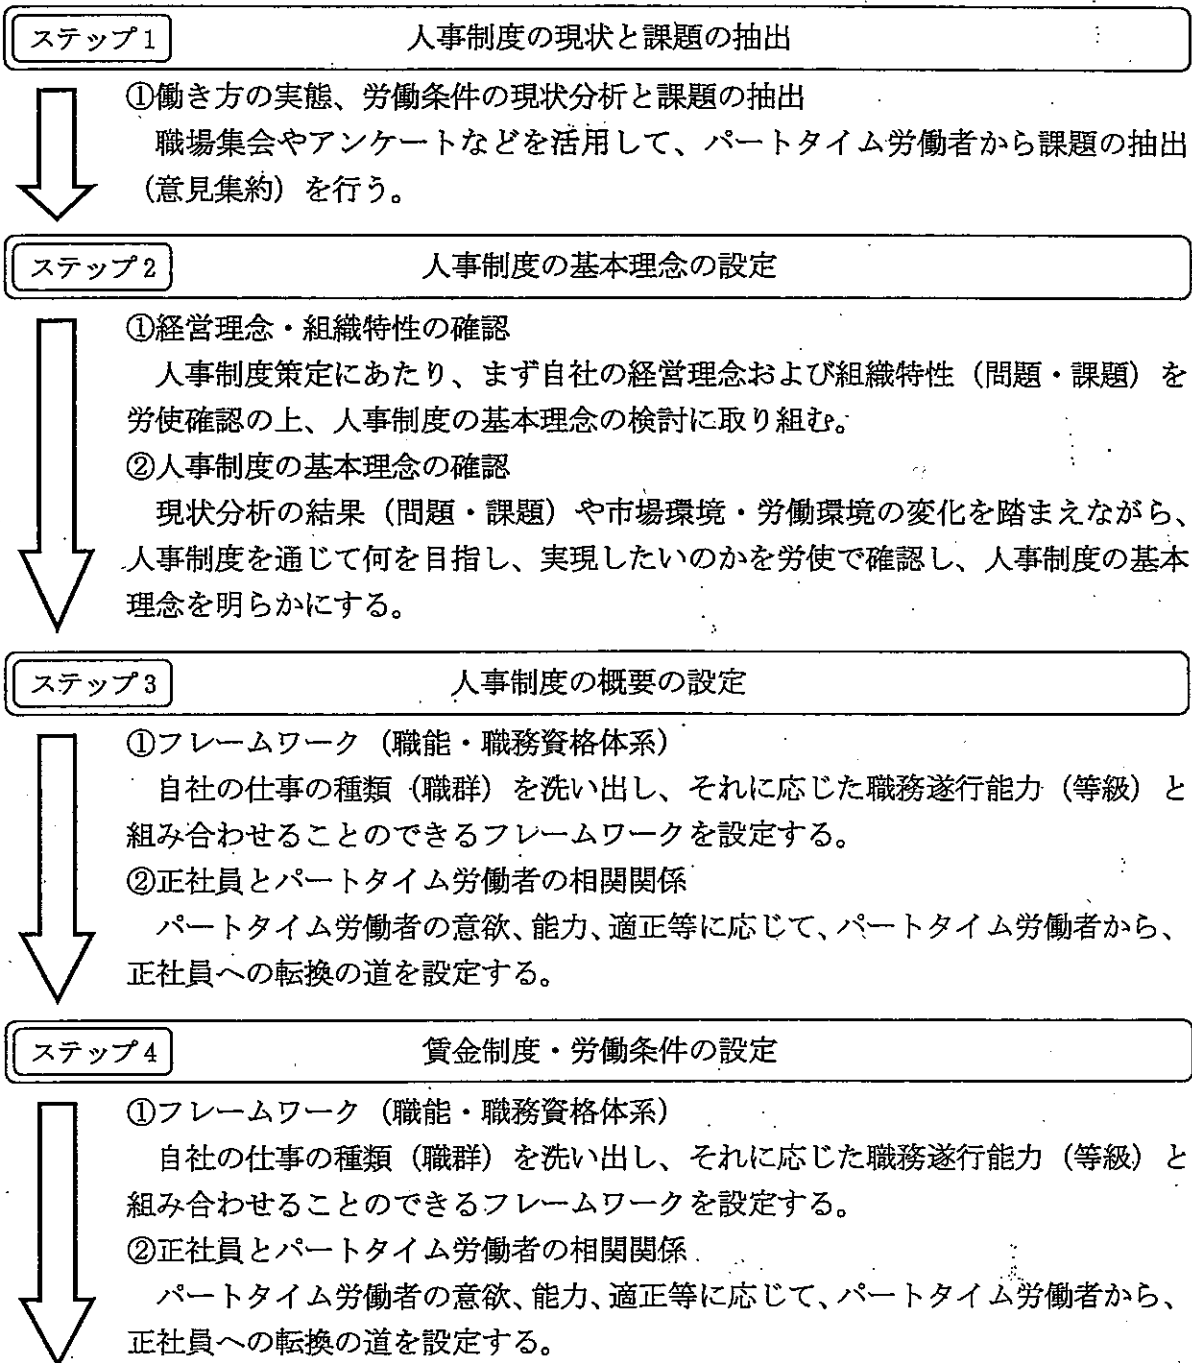 ステップ1 人事制度の現状と課題の抽出
①働き方の実態、労働条件の現状分析と課題の抽出
職場集会やアンケートなどを活用して、パートタイム労働者から課題の抽出
（意見集約）を行う。
ステップ2 人事制度の基本理念の設定
①経営理念・組織特性の確認
人事制度策定にあたり、まず自社の経営理念および組織特性（問題・課題）を
労使確認の上、人事制度の基本理念の検討に取り組む。
②人事制度の基本理念の確認
現状分析の結果（問題・課題）や市場環境・労働環境の変化を踏まえながら、
人事制度を通じて何を目指し、実現したいのかを労使で確認し、人事制度の基本
理念を明らかにする。
ステップ3 人事制度の概要の設定
①フレームワーク（職能・職務資格体系）
自社の仕事の種類（職群）を洗い出し、それに応じた職務遂行能力（等級）と
組み合わせることのできるフレームワークを設定する。
②正社員とパートタイム労働者の相関関係
パートタイム労働者の意欲、能力、適正等に応じて、パートタイム労働者から、
正社員への転換の道を設定する。
ステップ4 賃金制度・労働条件の設定
①フレームワーク（職能・職務資格体系）
自社の仕事の種類（職群）を洗い出し、それに応じた職務遂行能力（等級）と
組み合わせることのできるフレームワークを設定する。
②正社員とパートタイム労働者の相関関係
パートタイム労働者の意欲、能力、適正等に応じて、パートタイム労働者から、
正社員への転換の道を設定する。